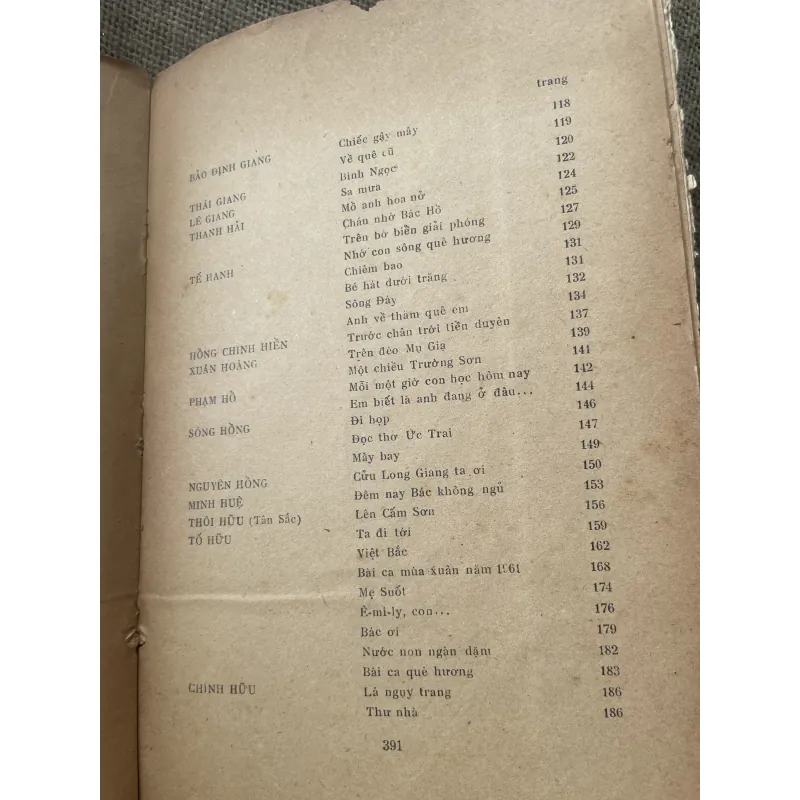 trang
BẢO ĐỊNH GIANG Chiếc gậy mây 118
Về quê cũ 119
THÁI GIANG Bình Ngọc 120
LÊ GIANG Sa mưa 122
THANH HẢI Mồ anh hoa nở 124
Cháu nhớ Bác Hồ 125
Trên bờ biển giải phóng 127
TẾ HANH Nhớ con sông quê hương 129
Chiêm bao 131
Bé hát dưới trăng 131
Sông Đáy 132
Anh về thăm quê em 134
HỒNG CHINH HIỀN Trước chân trời tiền duyên 137
XUÂN HOÀNG Trên đèo Mụ Giạ 139
Một chiều Trường Sơn 141
PHẠM HỔ Mỗi một giờ con học hôm nay 142
Em biết là anh đang ở đâu... 144
SÔNG HỒNG Đi họp 146
Đọc thơ Ức Trai 147
Mây bay 149
NGUYÊN HỒNG Cửu Long Giang ta ơi 150
MINH HUỆ Đêm nay Bác không ngủ 153
THÔI HỮU (Tân Sắc) Lên Cấm Sơn 156
TỐ HỮU Ta đi tới 159
Việt Bắc 162
Bài ca mùa xuân năm 1961 168
Mẹ Suốt 174
Ê-mi-ly, con... 176
Bác ơi 179
Nước non ngàn dặm 182
Bài ca quê hương 183
CHÍNH HỮU Lá ngụy trang 186
Thư nhà 186
391